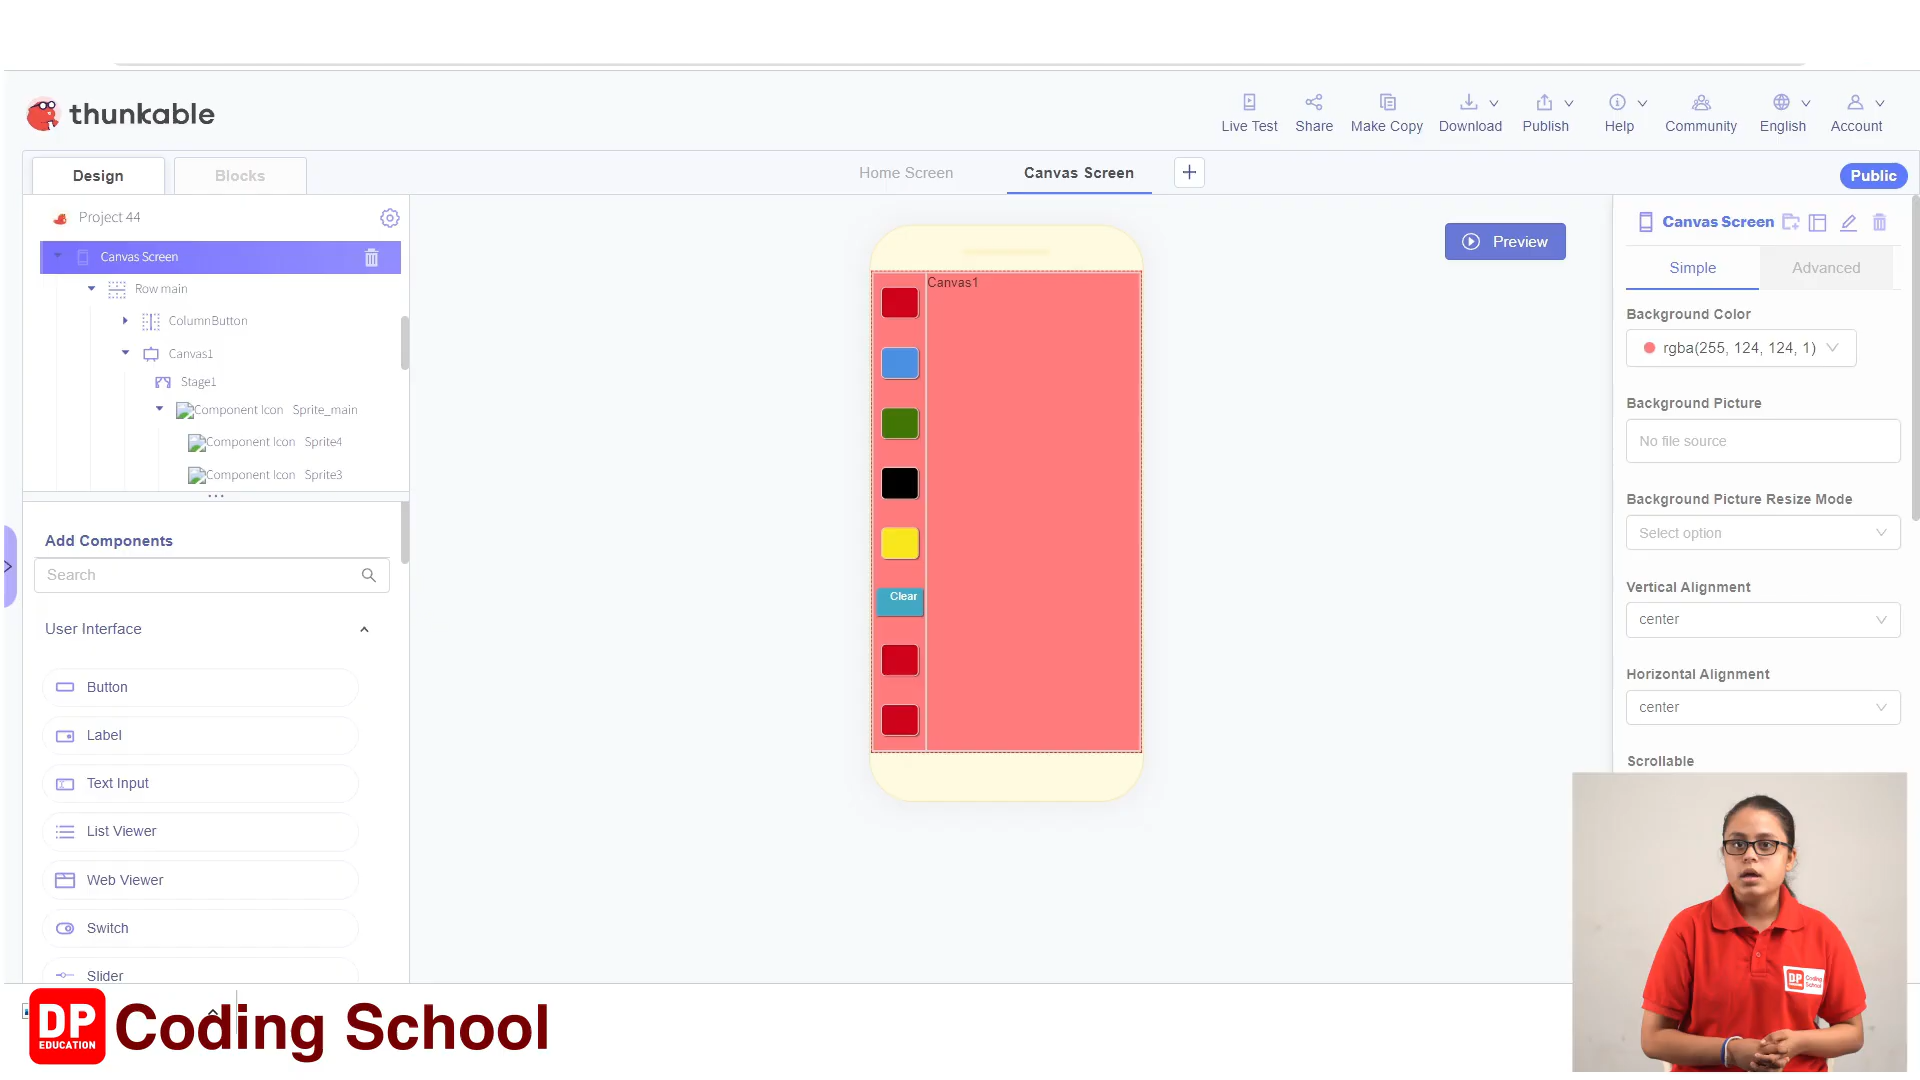 thunkable
Live Test
Share
Make Copy
Download
Publish
Help
Community
English
Account
Design
Blocks
Home Screen
Canvas Screen
+
Public
Project 44
Canvas Screen
Row main
ColumnButton
Canvas1
Stage1
Component Icon Sprite_main
Component Icon Sprite4
Component Icon Sprite3
Add Components
Search
User Interface
Button
Label
Text Input
List Viewer
Web Viewer
Switch
Slider
Canvas1
Clear
Preview
Canvas Screen
Simple
Advanced
Background Color
rgba(255, 124, 124, 1)
Background Picture
No file source
Background Picture Resize Mode
Select option
Vertical Alignment
center
Horizontal Alignment
center
Scrollable
DP
Coding
School
DP
EDUCATION
Coding School